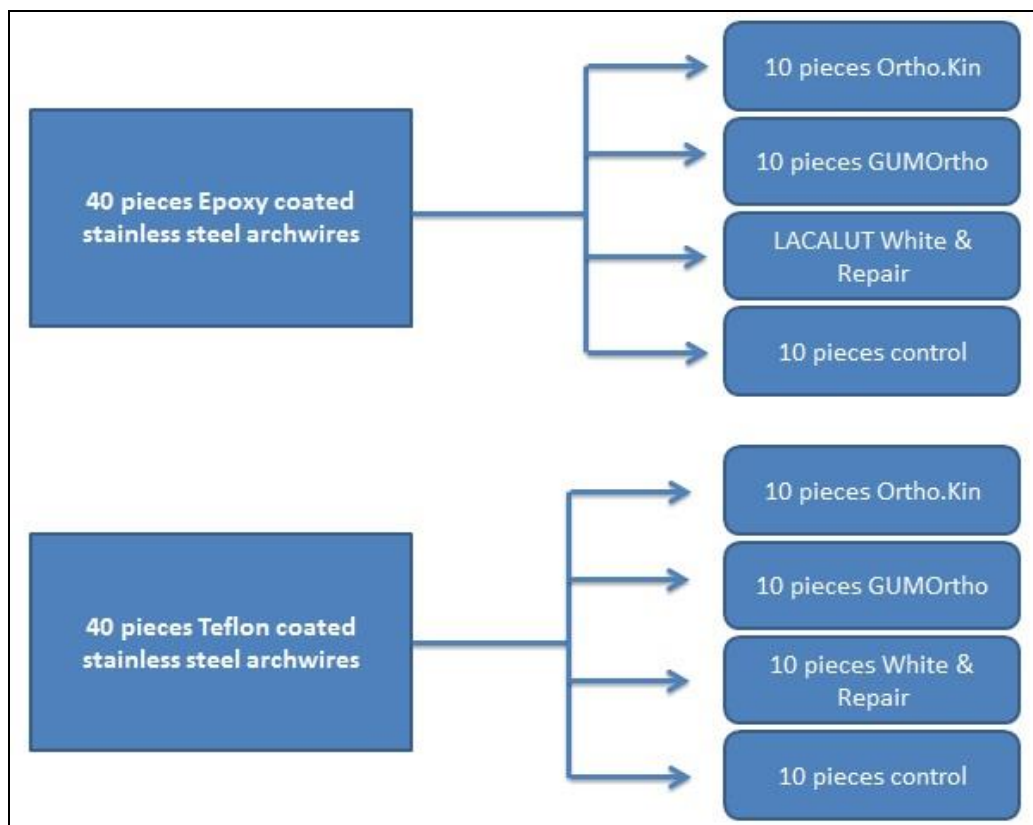 40 pieces Epoxy coated
stainless steel archwires
10 pieces Ortho.Kin
10 pieces GUMOrtho
LACALUT White &
Repair
10 pieces control
40 pieces Teflon coated
stainless steel archwires
10 pieces Ortho.Kin
10 pieces GUMOrtho
10 pieces White &
Repair
10 pieces control